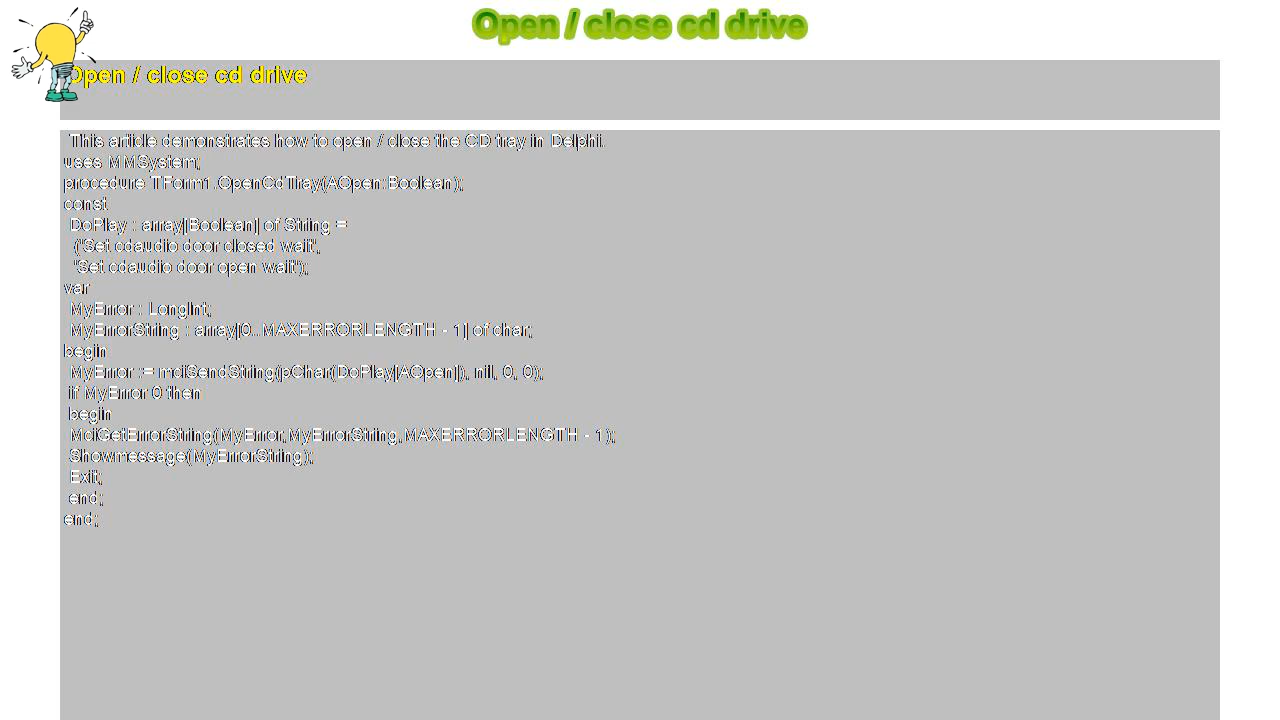 Open / close cd drive
Open / close cd drive
This article demonstrates how to open / close the CD tray in Delphi.
uses MMSystem;
procedure TForm1.OpenCdTray(AOpen:Boolean);
const
DoPlay : array[Boolean] of String =
('Set cdaudio door closed wait',
'Set cdaudio door open wait');
var
MyError : LongInt;
MyErrorString : array[0..MAXERRORLENGTH - 1] of char;
begin
MyError := mciSendString(pChar(DoPlay[AOpen]), nil, 0, 0);
if MyError 0 then
begin
MciGetErrorString(MyError,MyErrorString,MAXERRORLENGTH - 1);
Showmessage(MyErrorString);
Exit;
end;
end;